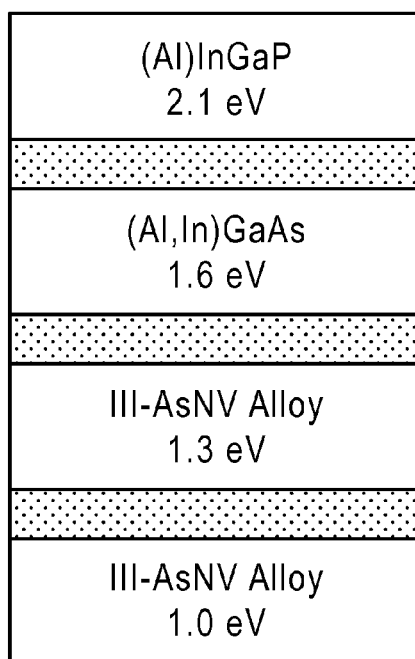 (Al)InGaP
2.1 eV
(Al,In)GaAs
1.6 eV
III-AsNV Alloy
1.3 eV
III-AsNV Alloy
1.0 eV